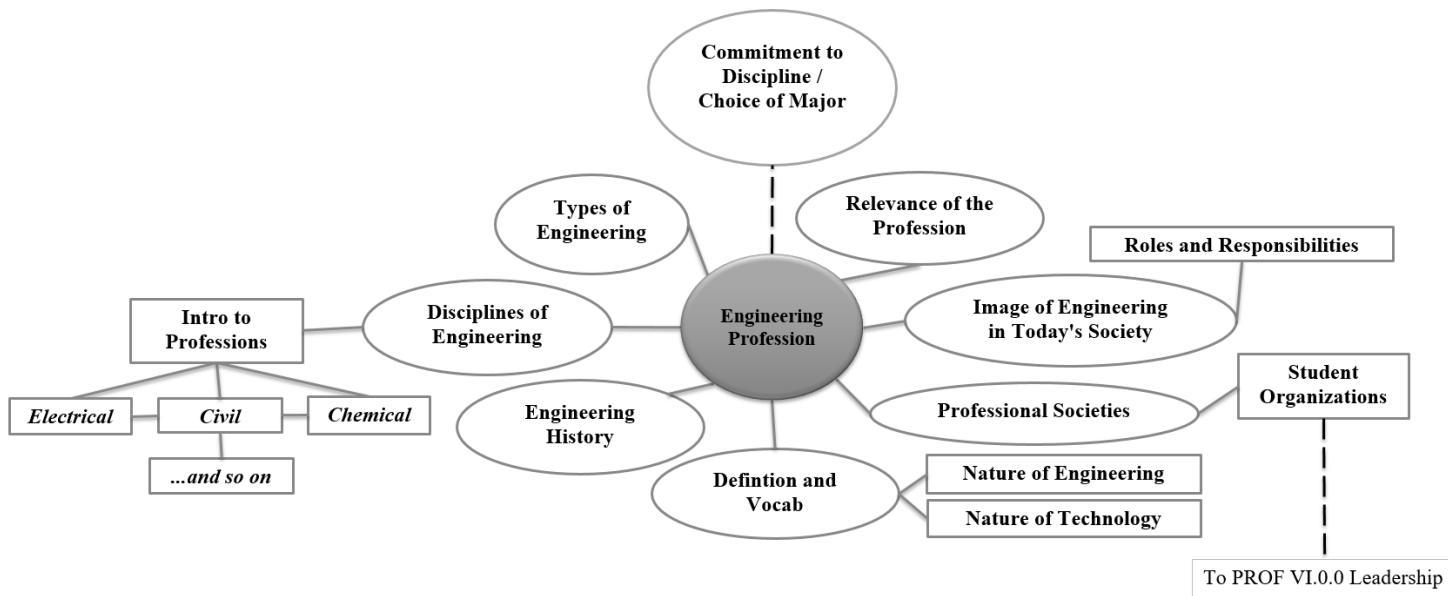 Commitment to
Discipline /
Choice of Major
Types of
Engineering
Relevance of the
Profession
Roles and Responsibilities
Intro to
Professions
Disciplines of
Engineering
Engineering
Profession
Image of Engineering
in Today's Society
Student
Organizations
Electrical
Civil
Chemical
Engineering
History
Professional Societies
...and so on
Defintion and
Vocab
Nature of Engineering
Nature of Technology
To PROF VI.0.0 Leadership